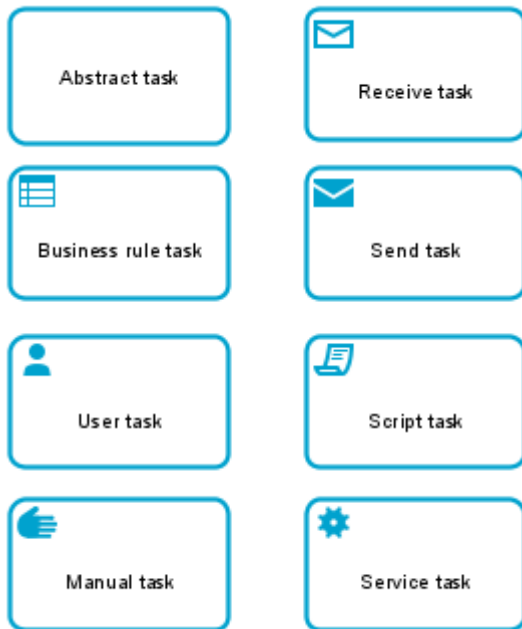 Abstract task
Receive task
Business rule task
Send task
User task
Script task
Manual task
Service task